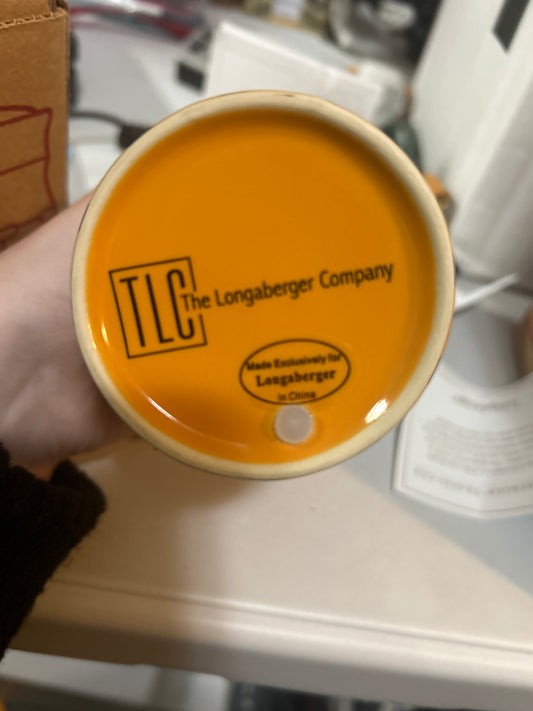 TLC
The Longaberger Company
Made Exclusively for
Longaberger
in China